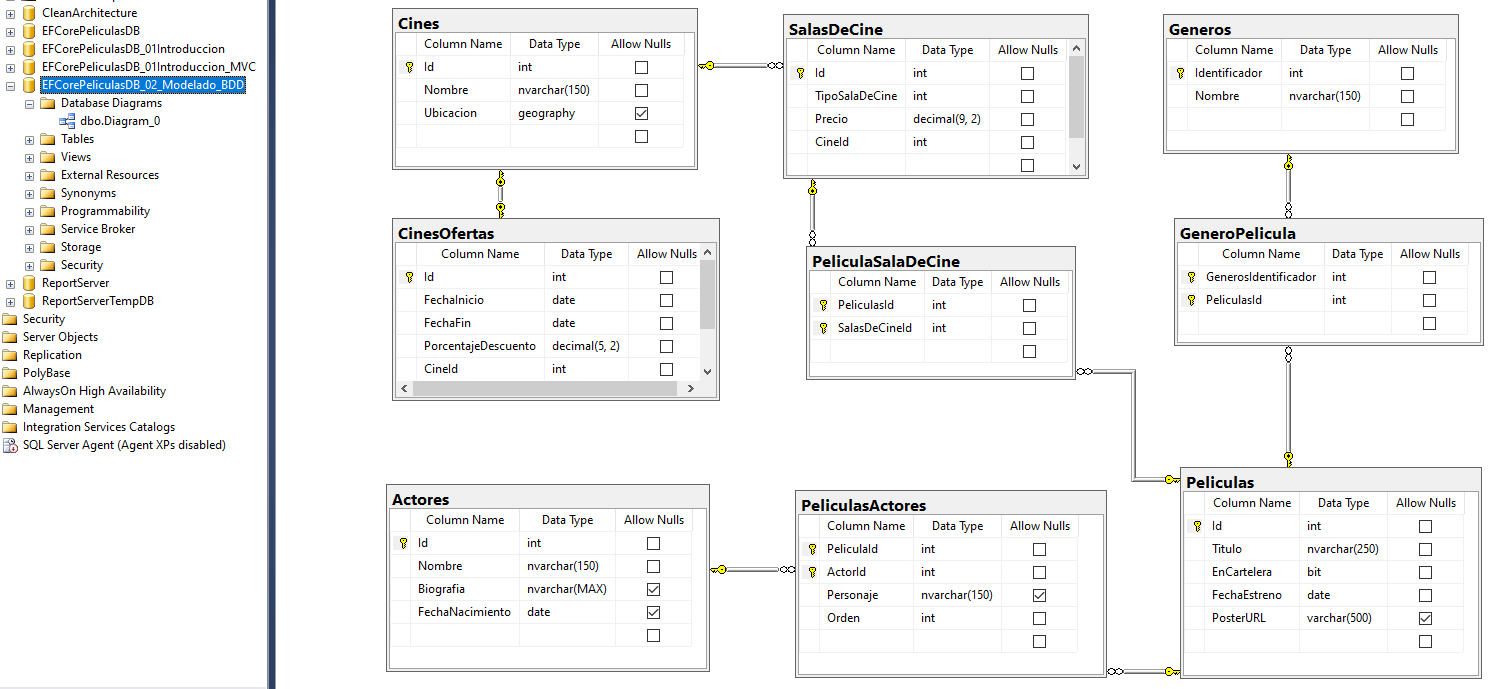 CleanArchitecture
EFCorePeliculasDB
EFCorePeliculasDB_01Introduccion
EFCorePeliculasDB_01Introduccion_MVC
EFCorePeliculasDB_02_Modelado_BDD
Database Diagrams
dbo.Diagram_0
Tables
Views
External Resources
Synonyms
Programmability
Service Broker
Storage
Security
ReportServer
ReportServerTempDB
Security
Server Objects
Replication
PolyBase
AlwaysOn High Availability
Management
Integration Services Catalogs
SQL Server Agent (Agent XPs disabled)
Cines
Column Name Data Type Allow Nulls
Id int
Nombre nvarchar(150)
Ubicacion geography
SalasDeCine
Column Name Data Type Allow Nulls
Id int
TipoSalaDeCine int
Precio decimal(9, 2)
CineId int
Generos
Column Name Data Type Allow Nulls
Identificador int
Nombre nvarchar(150)
CinesOfertas
Column Name Data Type Allow Nulls
Id int
FechaInicio date
FechaFin date
PorcentajeDescuento decimal(5, 2)
CineId int
PeliculaSalaDeCine
Column Name Data Type Allow Nulls
PeliculasId int
SalasDeCineId int
GeneroPelicula
Column Name Data Type Allow Nulls
GenerosIdentificador int
PeliculasId int
Actores
Column Name Data Type Allow Nulls
Id int
Nombre nvarchar(150)
Biografia nvarchar(MAX)
FechaNacimiento date
PeliculasActores
Column Name Data Type Allow Nulls
PeliculaId int
ActorId int
Personaje nvarchar(150)
Orden int
Peliculas
Column Name Data Type Allow Nulls
Id int
Titulo nvarchar(250)
EnCartelera bit
FechaEstreno date
PosterURL varchar(500)